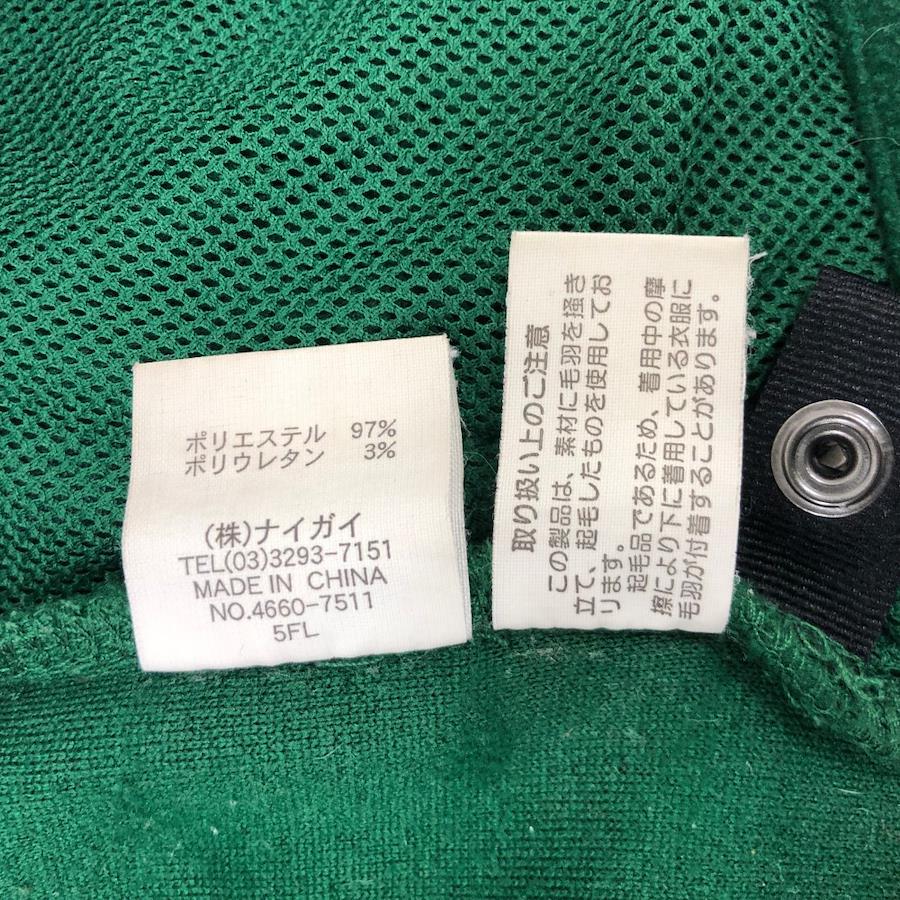 ポリエステル 97%
ポリウレタン 3%
(株)ナイガイ
TEL(03)3293-7151
MADE IN CHINA
NO.4660-7511
5FL
取り扱い上のご注意
この製品は、素材に毛羽を掻き
立て、起毛したものを使用してお
ります。
起毛品であるため、着用中の摩
擦により下に着用している衣服に
毛羽が付着することがあります。